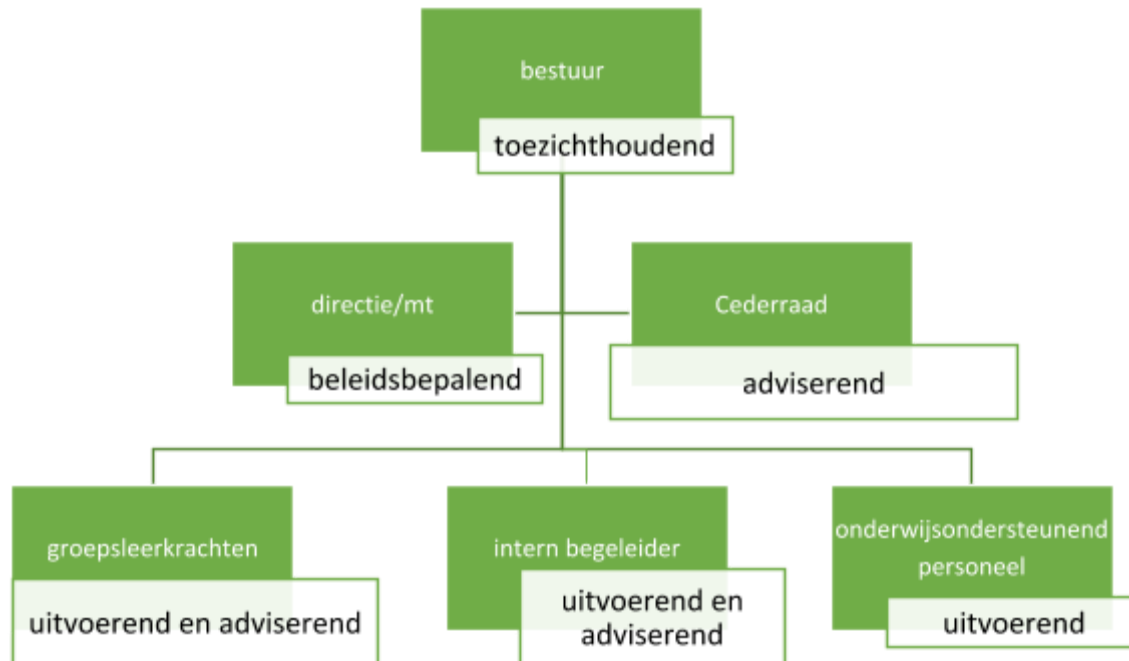 bestuur
toezichthoudend
directie/mt
beleidsbepalend
Cederraad
adviserend
groepsleerkrachten
uitvoerend en adviserend
intern begeleider
uitvoerend en
adviserend
onderwijsondersteunend
personeel
uitvoerend